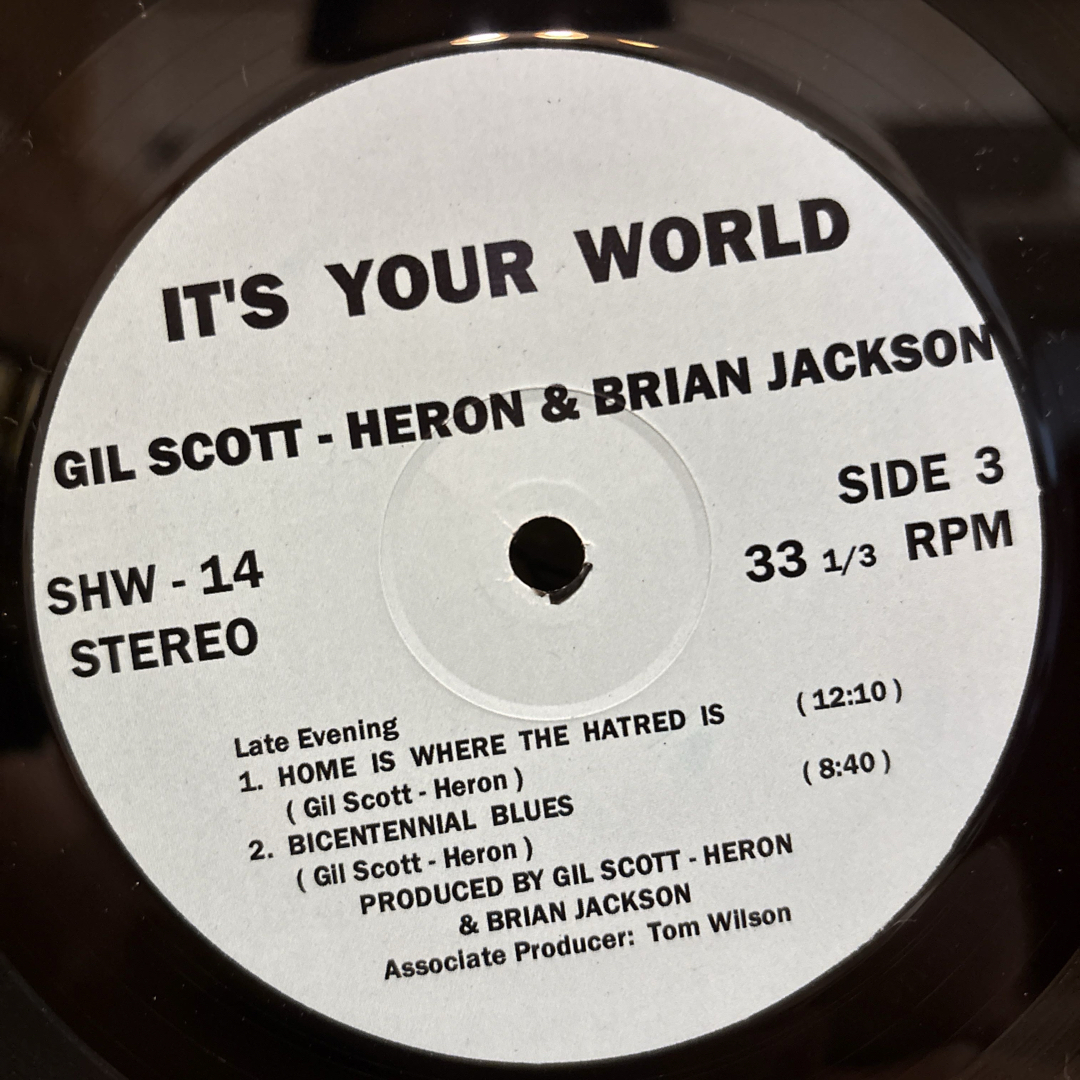 IT'S YOUR WORLD
GIL SCOTT - HERON & BRIAN JACKSON
SIDE 3
33 1/3 RPM
SHW - 14
STEREO
Late Evening
1. HOME IS WHERE THE HATRED IS (12:10)
( Gil Scott - Heron )
2. BICENTENNIAL BLUES (8:40)
( Gil Scott - Heron )
PRODUCED BY GIL SCOTT - HERON
& BRIAN JACKSON
Associate Producer: Tom Wilson